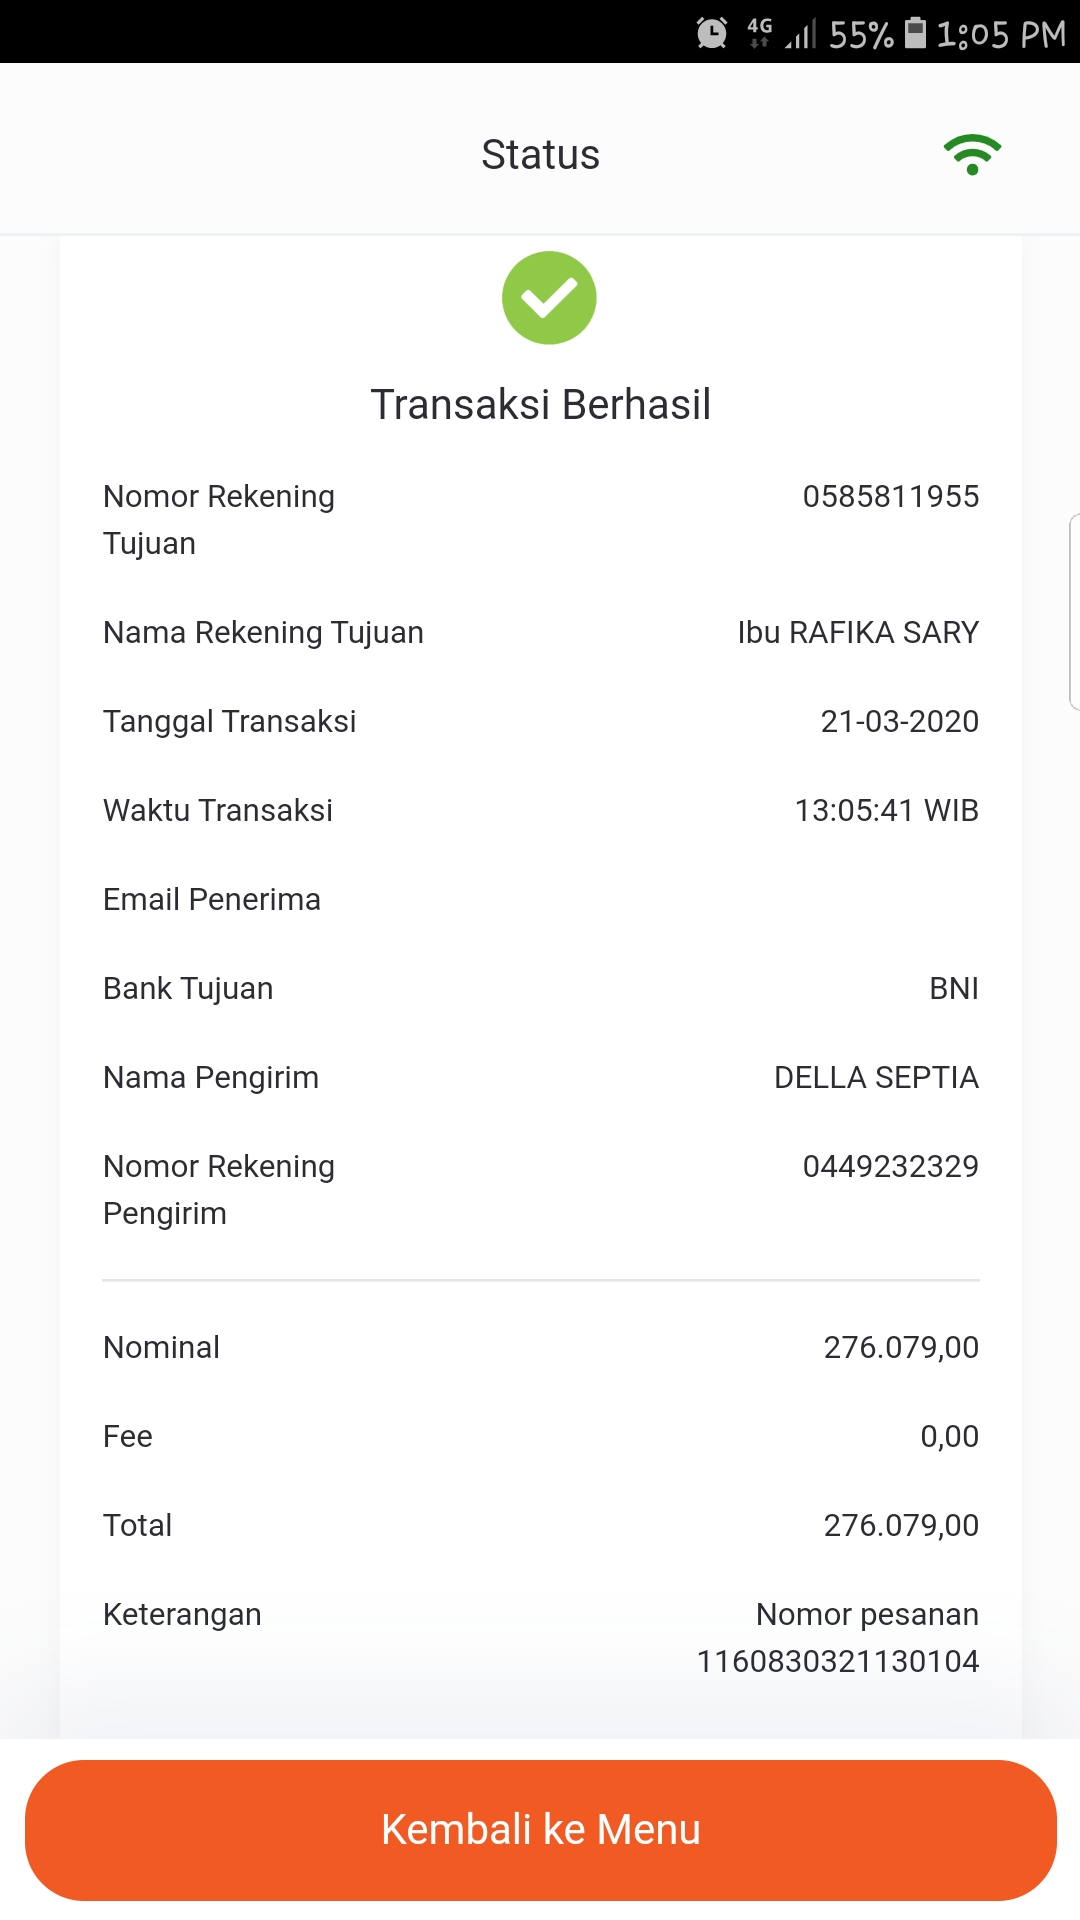 4G 55% 1:05 PM
Status
Transaksi Berhasil
Nomor Rekening 0585811955
Tujuan
Nama Rekening Tujuan Ibu RAFIKA SARY
Tanggal Transaksi 21-03-2020
Waktu Transaksi 13:05:41 WIB
Email Penerima
Bank Tujuan BNI
Nama Pengirim DELLA SEPTIA
Nomor Rekening 0449232329
Pengirim
Nominal 276.079,00
Fee 0,00
Total 276.079,00
Keterangan Nomor pesanan
1160830321130104
Kembali ke Menu